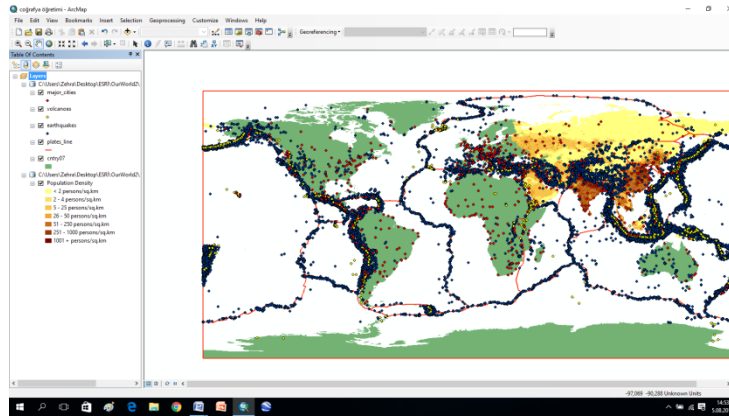 coğrafya öğretimi - ArcMap
File Edit View Bookmarks Insert Selection Geoprocessing Customize Windows Help
Georeferencing
Table Of Contents
Layers
C:\Users\Zehra\Desktop\ESRI\OurWorld2\
major_cities
volcanoes
earthquakes
plates_line
cntry07
C:\Users\Zehra\Desktop\ESRI\OurWorld2\
Population Density
< 2 persons/sq.km
2 - 4 persons/sq.km
5 - 25 persons/sq.km
26 - 50 persons/sq.km
51 - 250 persons/sq.km
251 - 1000 persons/sq.km
1001 + persons/sq.km
-97,069 -90,288 Unknown Units
14:53
5.08.20